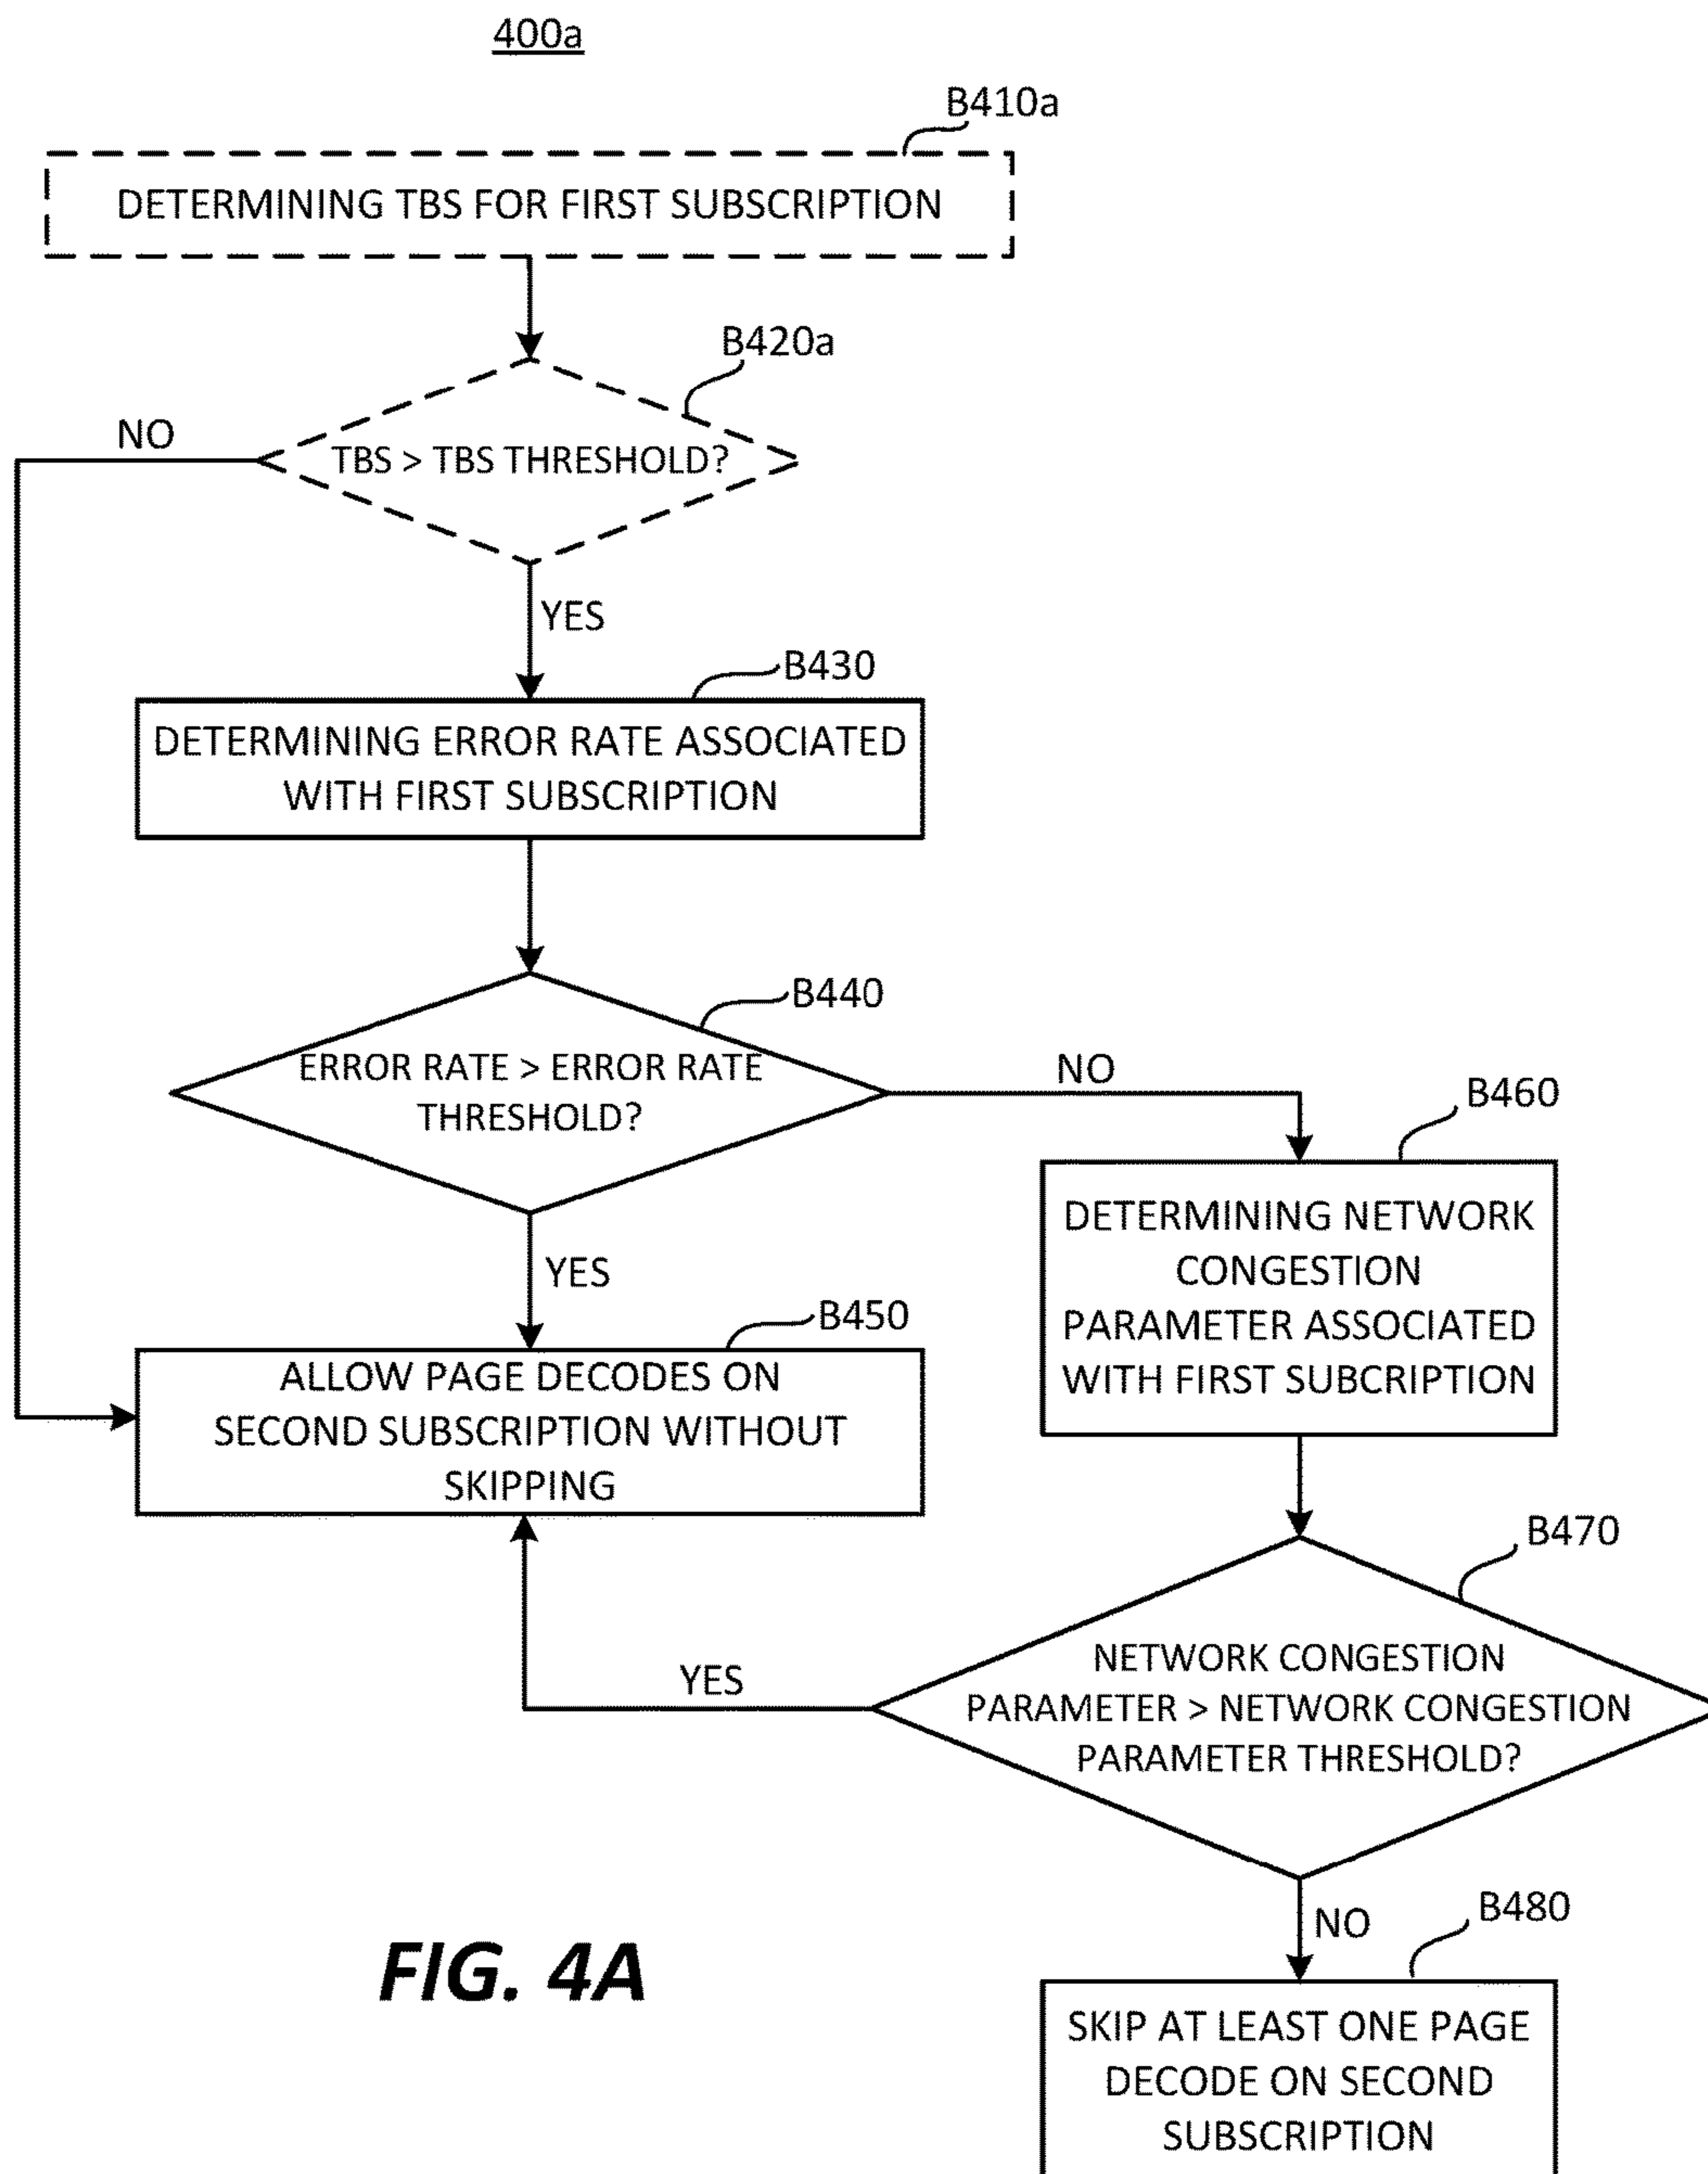 400a
B410a
DETERMINING TBS FOR FIRST SUBSCRIPTION
B420a
NO
TBS > TBS THRESHOLD?
YES
B430
DETERMINING ERROR RATE ASSOCIATED
WITH FIRST SUBSCRIPTION
B440
ERROR RATE > ERROR RATE
THRESHOLD?
NO
B460
YES
DETERMINING NETWORK
CONGESTION
PARAMETER ASSOCIATED
WITH FIRST SUBCRIPTION
B450
ALLOW PAGE DECODES ON
SECOND SUBSCRIPTION WITHOUT
SKIPPING
B470
YES
NETWORK CONGESTION
PARAMETER > NETWORK CONGESTION
PARAMETER THRESHOLD?
NO
B480
SKIP AT LEAST ONE PAGE
DECODE ON SECOND
SUBSCRIPTION
FIG. 4A